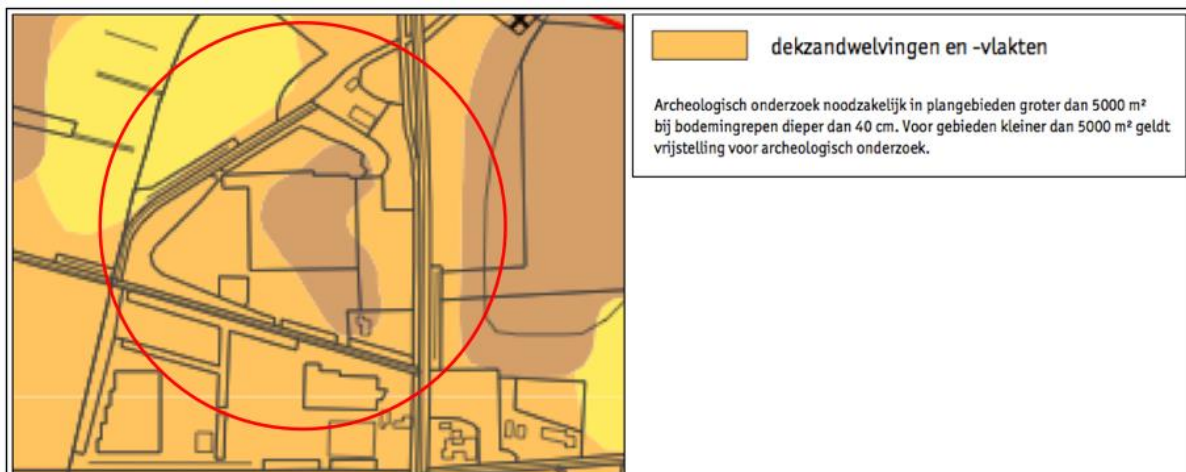 dekzandwelvingen en -vlakten
Archeologisch onderzoek noodzakelijk in plangebieden groter dan 5000 m²
bij bodemingrepen dieper dan 40 cm. Voor gebieden kleiner dan 5000 m² geldt
vrijstelling voor archeologisch onderzoek.